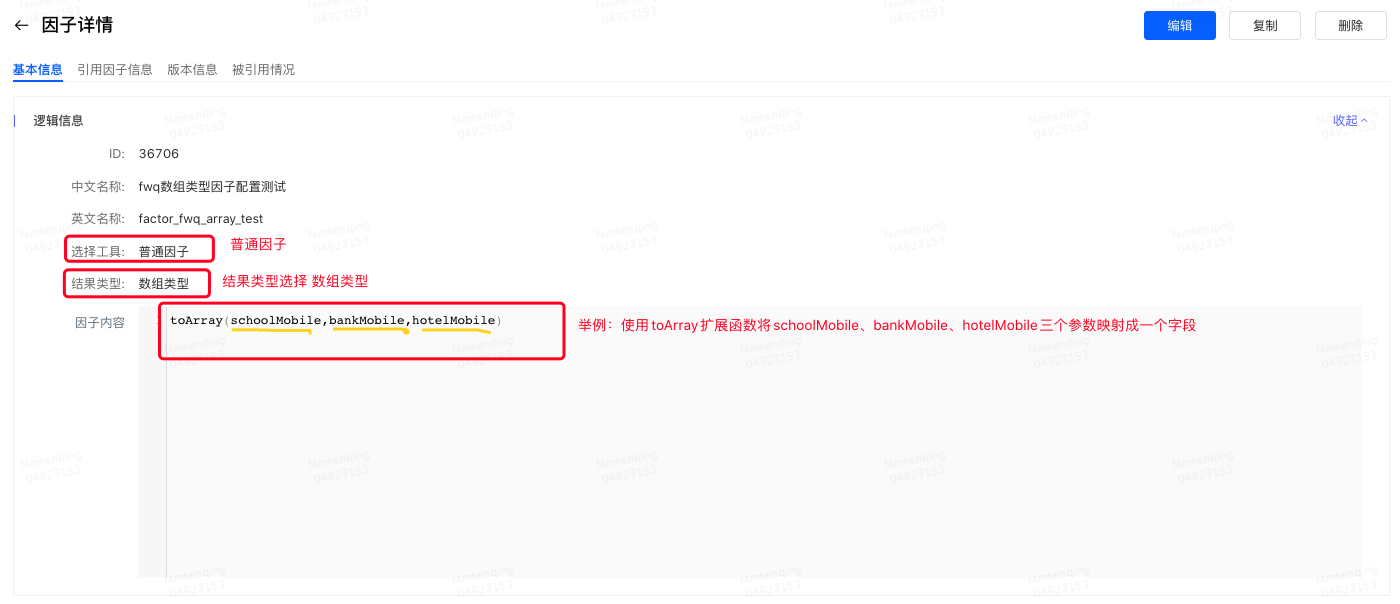 ← 因子详情
编辑 复制 删除
基本信息 引用因子信息 版本信息 被引用情况
逻辑信息 收起
ID: 36706
中文名称: fwq数组类型因子配置测试
英文名称: factor_fwq_array_test
选择工具: 普通因子 普通因子
结果类型: 数组类型 结果类型选择 数组类型
因子内容 toArray(schoolMobile,bankMobile,hotelMobile) 举例：使用toArray扩展函数将schoolMobile、bankMobile、hotelMobile三个参数映射成一个字段
fanwenqing
04923153